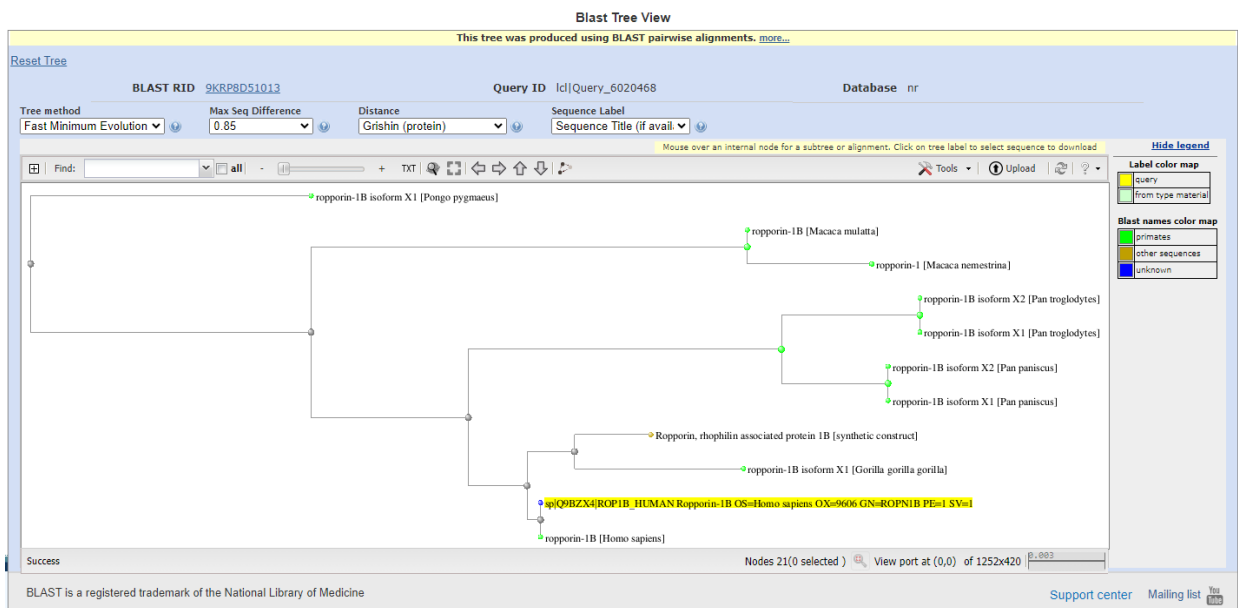 Blast Tree View
This tree was produced using BLAST pairwise alignments. more...
Reset Tree
BLAST RID 9KRP8D51013 Query ID lcl|Query_6020468 Database nr
Tree method Max Seq Difference Distance Sequence Label
Fast Minimum Evolution 0.85 Grishin (protein) Sequence Title (if avail.
Mouse over an internal node for a subtree or alignment. Click on tree label to select sequence to download
Hide legend
Find: all - + TXT Tools Upload ?
Label color map
query
from type material
Blast names color map
primates
other sequences
unknown
ropporin-1B isoform X1 [Pongo pygmaeus]
ropporin-1B [Macaca mulatta]
ropporin-1 [Macaca nemestrina]
ropporin-1B isoform X2 [Pan troglodytes]
ropporin-1B isoform X1 [Pan troglodytes]
ropporin-1B isoform X2 [Pan paniscus]
ropporin-1B isoform X1 [Pan paniscus]
Ropporin, rhophilin associated protein 1B [synthetic construct]
ropporin-1B isoform X1 [Gorilla gorilla gorilla]
sp|Q9BZX4|ROP1B_HUMAN Ropporin-1B OS=Homo sapiens OX=9606 GN=ROPN1B PE=1 SV=1
ropporin-1B [Homo sapiens]
Success Nodes 21(0 selected ) View port at (0,0) of 1252x420 0.003
BLAST is a registered trademark of the National Library of Medicine Support center Mailing list You Tube